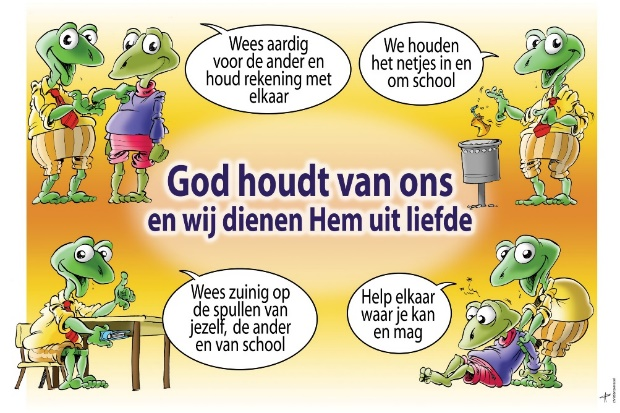 Wees aardig
voor de ander en
houd rekening met
elkaar
We houden
het netjes in en
om school
God houdt van ons
en wij dienen Hem uit liefde
Wees zuinig op
de spullen van
jezelf, de ander
en van school
Help elkaar
waar je kan
en mag